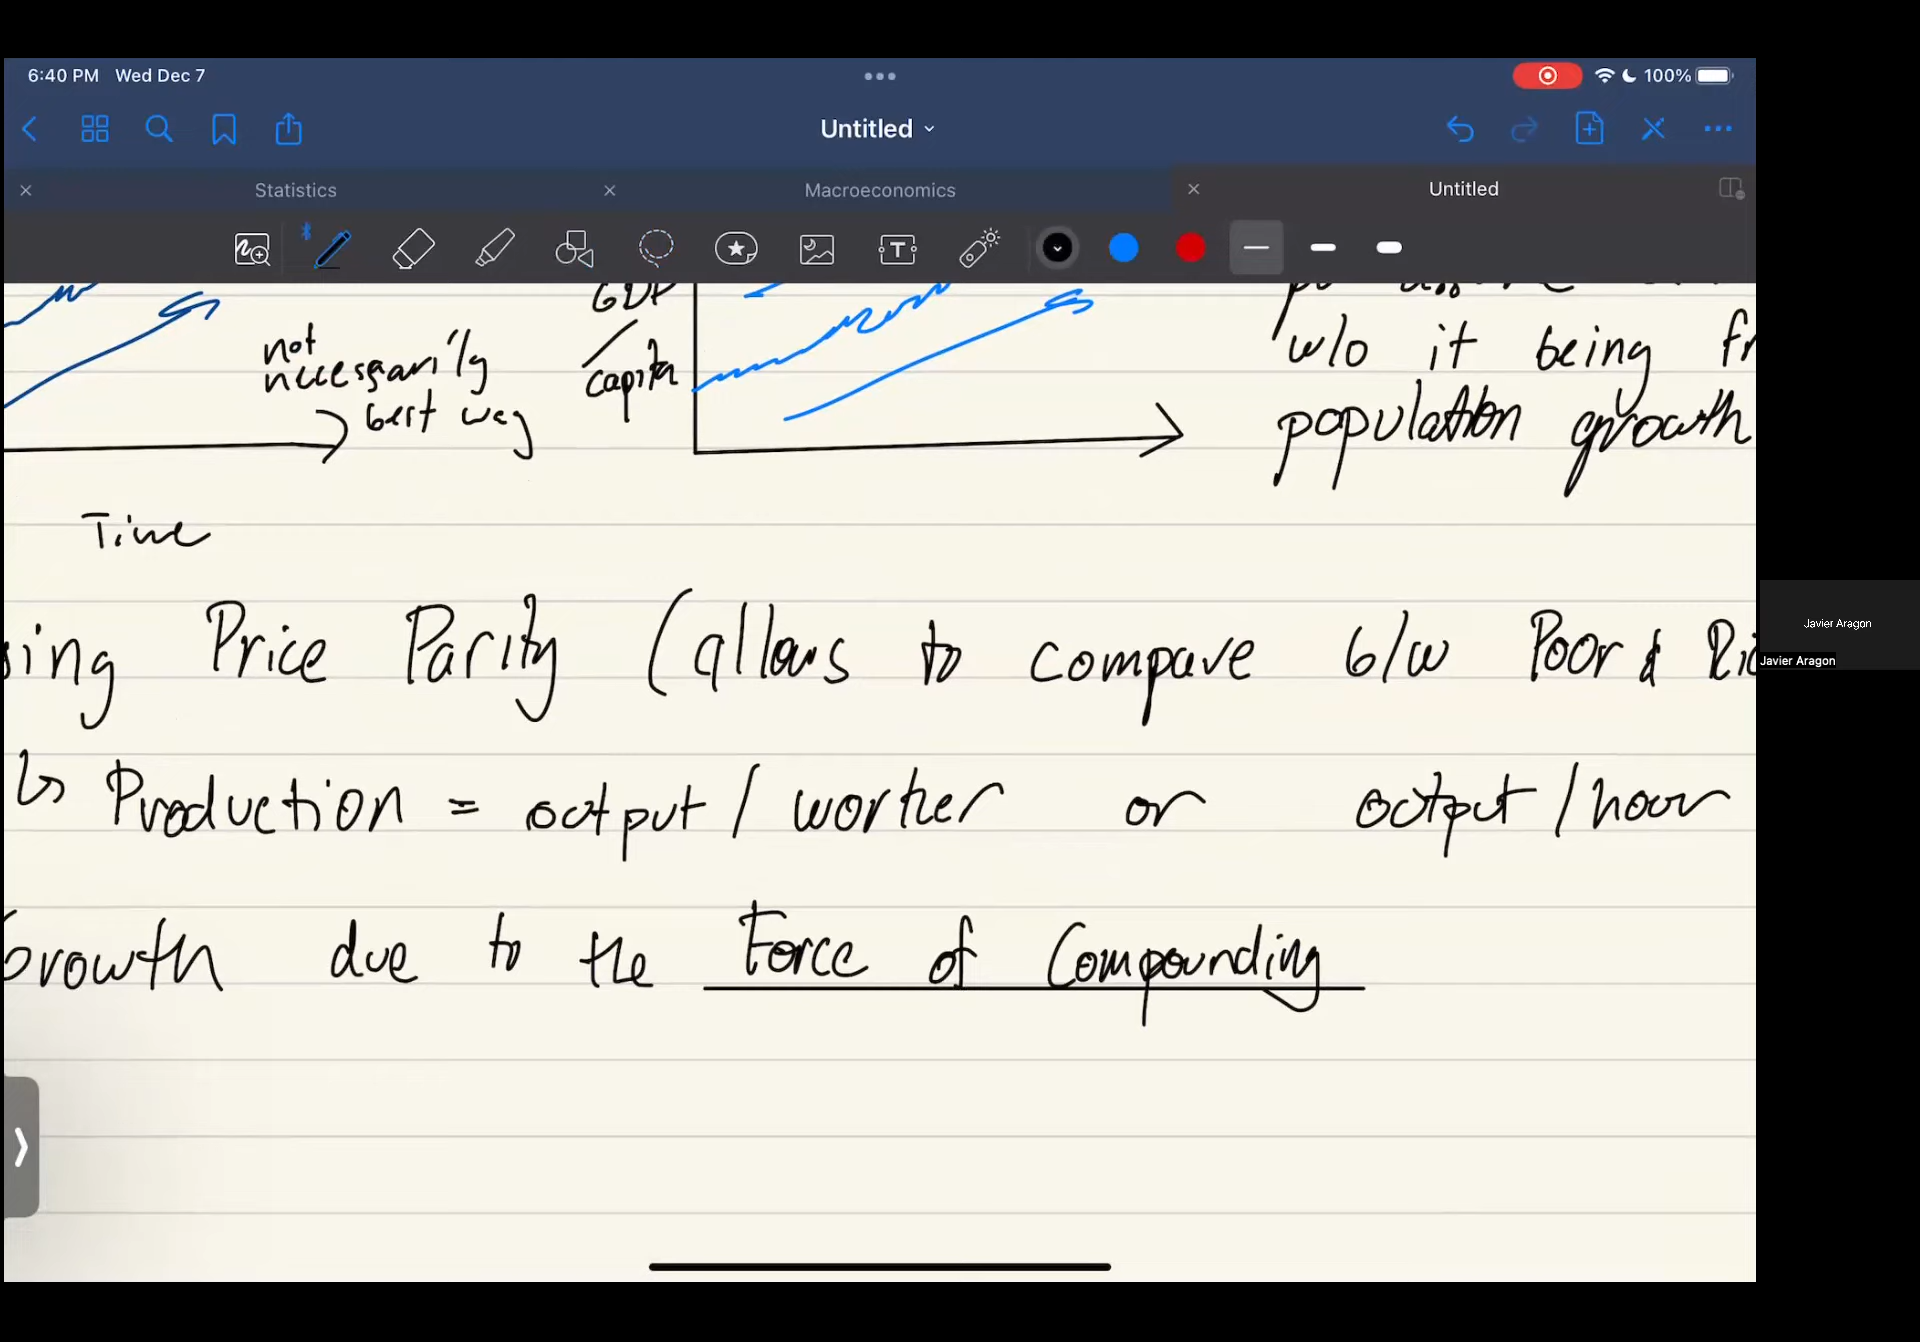 6:40 PM Wed Dec 7
100%
Untitled
Statistics
Macroeconomics
Untitled
GDP
/
capita
not
necessarily
best way
w/o it being
population growth
Time
Price Parity (allows to compare b/w Poor &
Javier Aragon
Javier Aragon
↳ Production = output / worker or output / hour
Growth due to the Force of Compounding